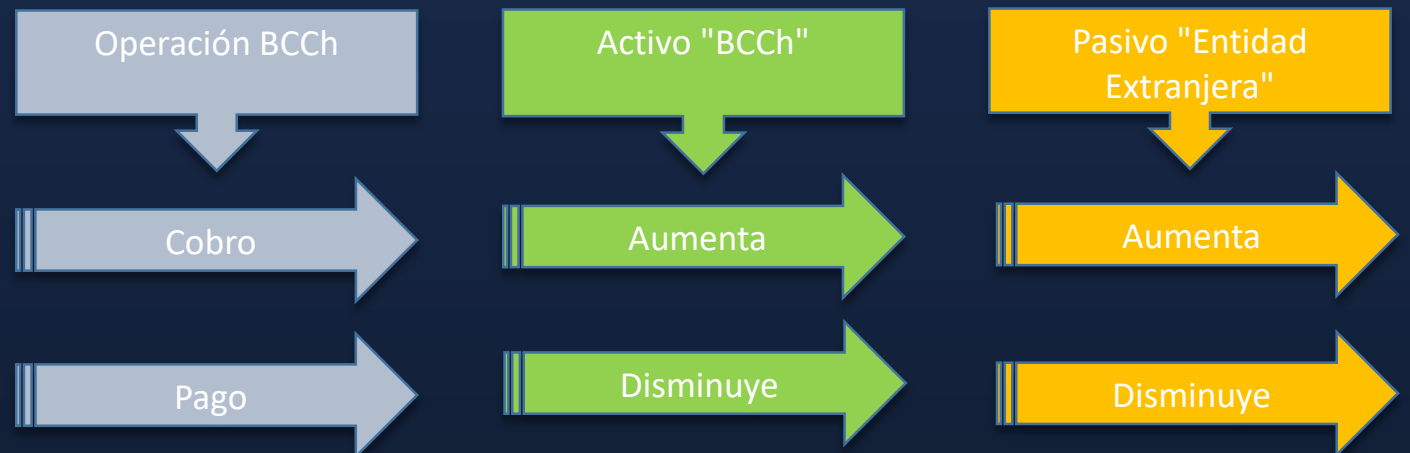 Operación BCCh
Activo "BCCh"
Pasivo "Entidad
Extranjera"
Cobro
Aumenta
Aumenta
Pago
Disminuye
Disminuye